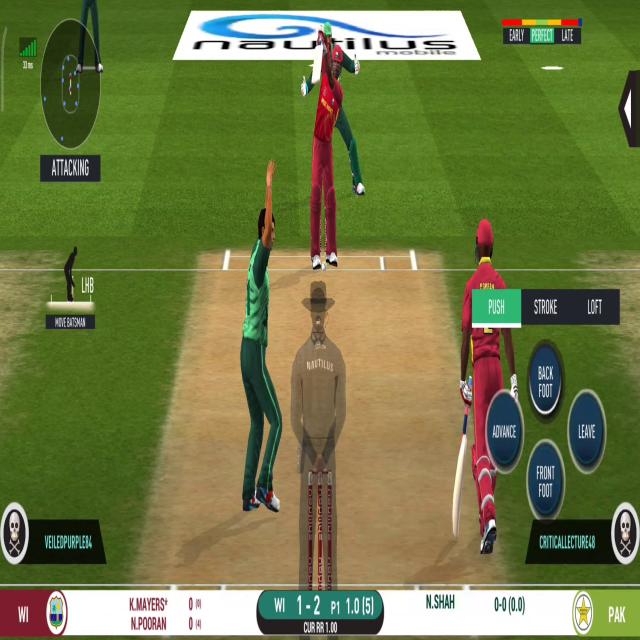 nautilus
mobile
EARLY PERFECT LATE
33 ms
ATTACKING
LHB
MOVE BATSMAN
NAUTILUS
PUSH STROKE LOFT
BACK FOOT
ADVANCE
LEAVE
FRONT FOOT
VEILEDPURPLE84
CRITICALLECTURE48
WI
K.MAYERS* 0 (0)
N.POORAN 0 (4)
WI 1-2 P1 1.0 (5)
CUR RR 1.00
N.SHAH 0-0 (0.0)
PAK